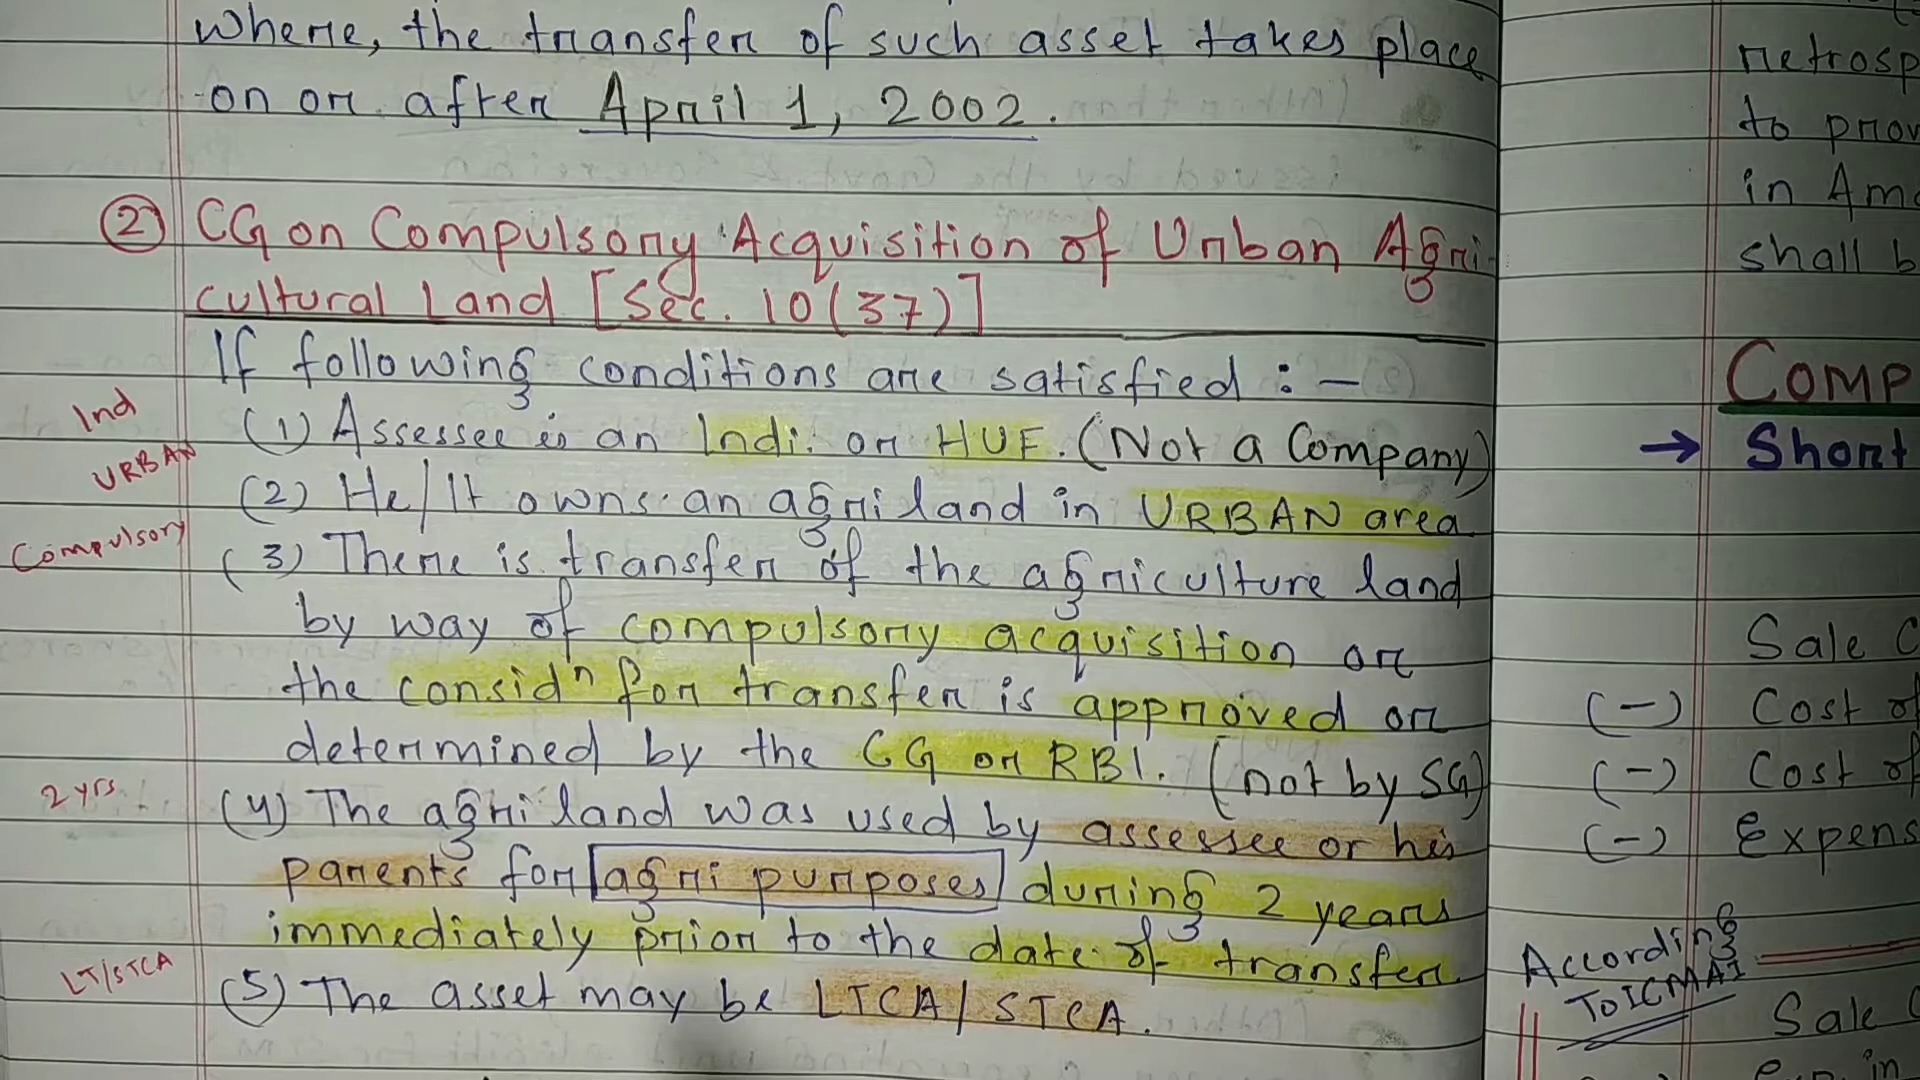 where, the transfer of such asset takes place
on or after April 1, 2002.
② CG on Compulsory Acquisition of Urban Agri-
cultural Land [Sec. 10(37)]
If following conditions are satisfied :-
Ind
(1) Assessee is an Indi. or HUF. (Not a Company)
URBAN
(2) He/It owns an agri land in URBAN area
Compulsory
(3) There is transfer of the agriculture land
by way of compulsory acquisition or
the considn for transfer is approved or
determined by the CG or RBI. (not by SG)
2 yrs
(4) The agri land was used by assessee or his
parents for agri purposes during 2 years
immediately prior to the date of transfer.
LT/STCA
(5) The asset may be LTCA/STCA.
retrosp
to prov
in Ame
shall b
Comp
→ Short
Sale C
(-) Cost of
(-) Cost of
(-) Expens
According
To ICMAI
Sale C
in